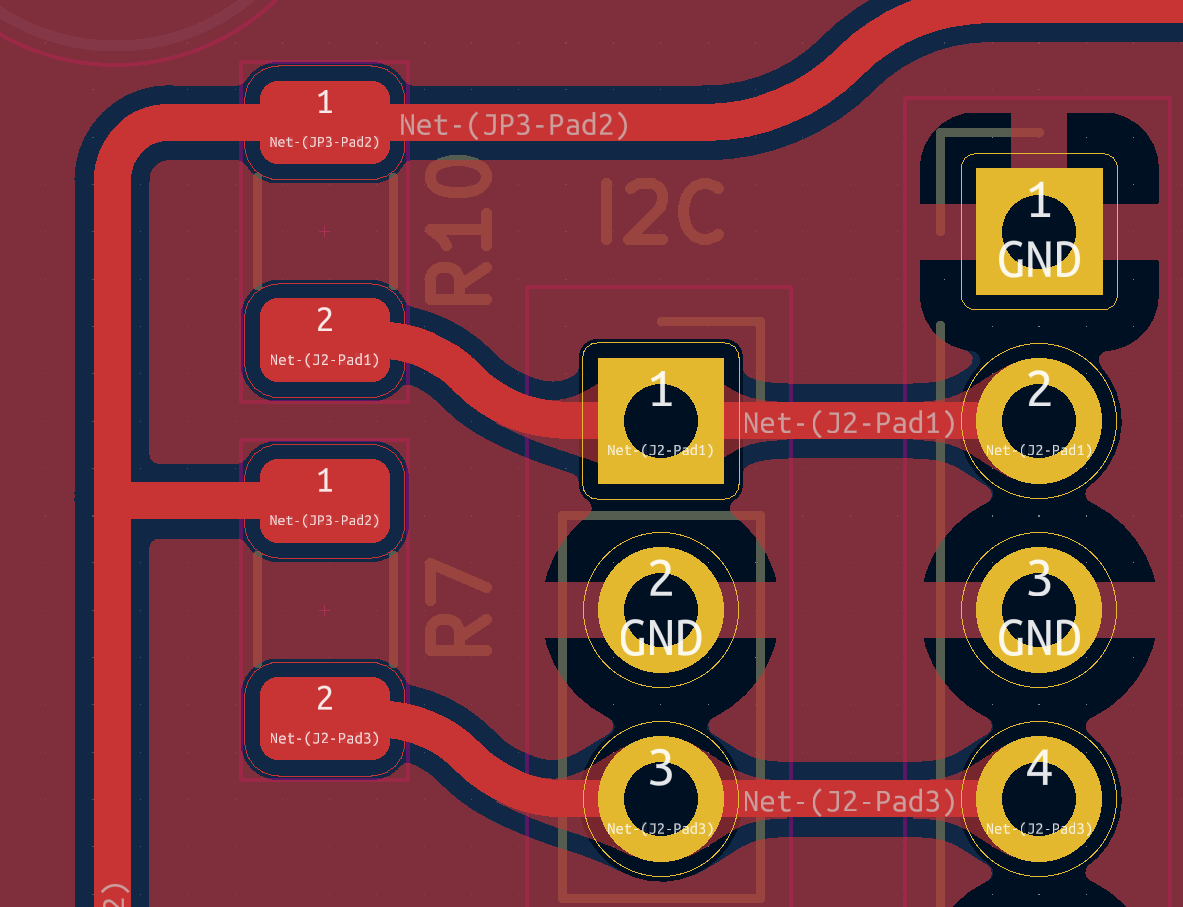 1
Net-(JP3-Pad2)
Net-(JP3-Pad2)
R10
I2C
1
GND
2
Net-(J2-Pad1)
1
Net-(J2-Pad1)
Net-(J2-Pad1)
2
Net-(J2-Pad1)
1
Net-(JP3-Pad2)
R7
2
GND
3
GND
2
Net-(J2-Pad3)
3
Net-(J2-Pad3)
Net-(J2-Pad3)
4
Net-(J2-Pad3)
2)